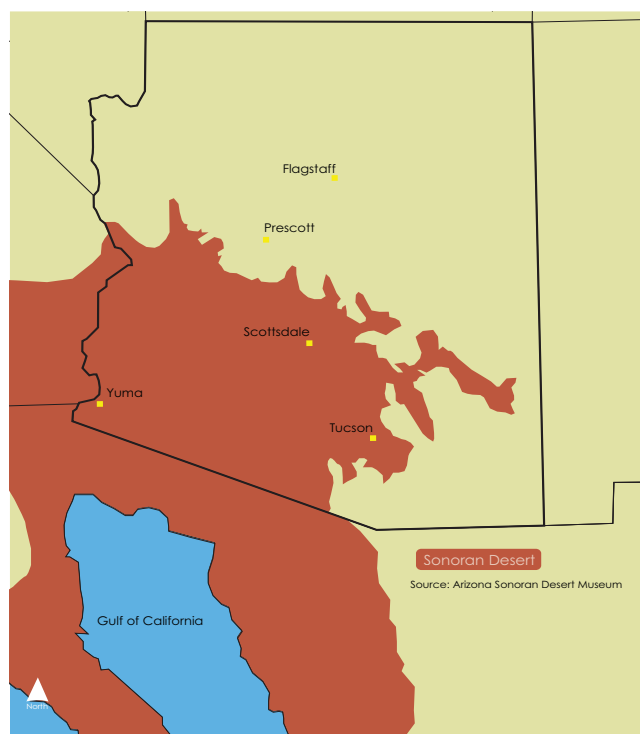 Flagstaff
Prescott
Scottsdale
Yuma
Tucson
Sonoran Desert
Source: Arizona Sonoran Desert Museum
Gulf of California
North